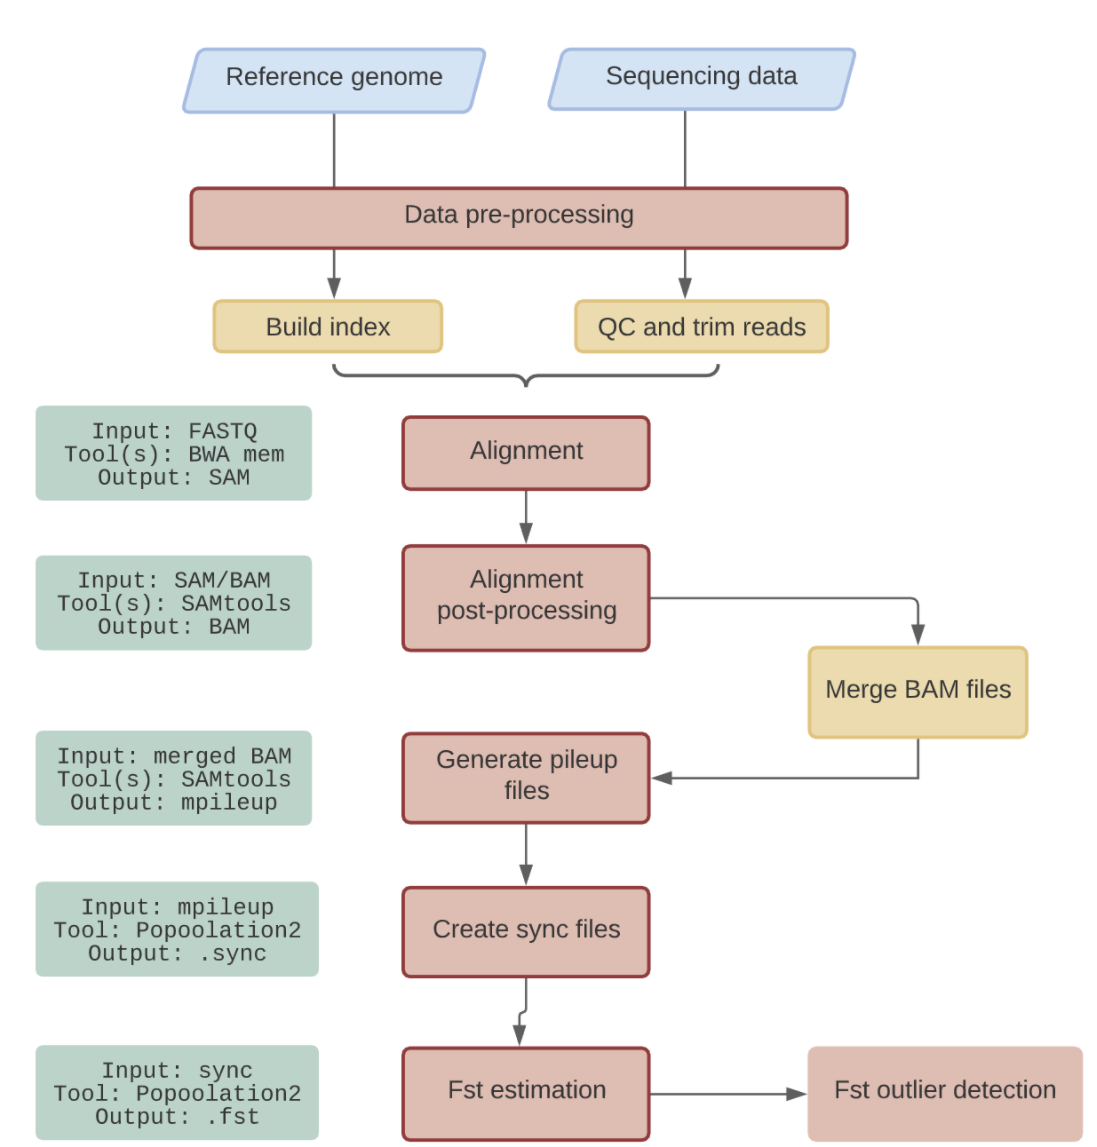 Reference genome
Sequencing data
Data pre-processing
Build index
QC and trim reads
Input: FASTQ
Tool(s): BWA mem
Output: SAM
Alignment
Input: SAM/BAM
Tool(s): SAMtools
Output: BAM
Alignment
post-processing
Merge BAM files
Input: merged BAM
Tool(s): SAMtools
Output: mpileup
Generate pileup
files
Input: mpileup
Tool: Popoolation2
Output: .sync
Create sync files
Input: sync
Tool: Popoolation2
Output: .fst
Fst estimation
Fst outlier detection